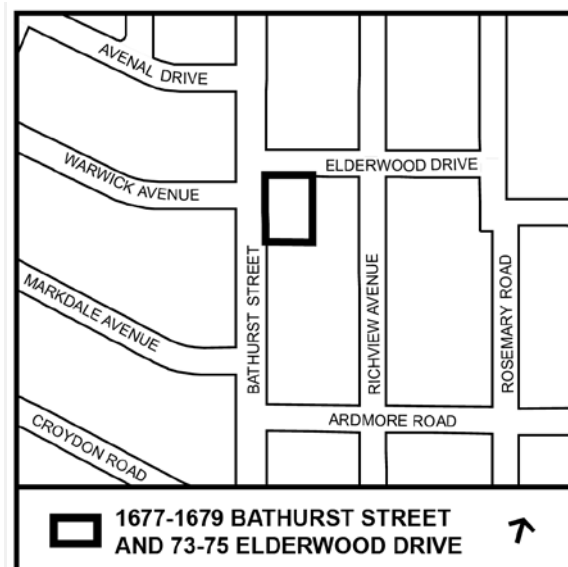 AVENAL DRIVE
ELDERWOOD DRIVE
WARWICK AVENUE
BATHURST STREET
RICHVIEW AVENUE
ROSEMARY ROAD
MARKDALE AVENUE
ARDMORE ROAD
CROYDON ROAD
1677-1679 BATHURST STREET
AND 73-75 ELDERWOOD DRIVE